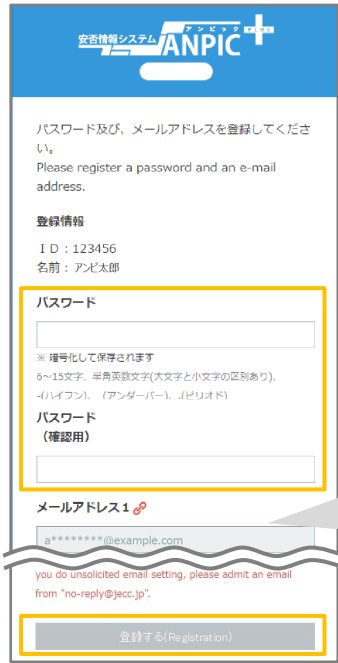 アンピック プラス
安否情報システム ANPIC
パスワード及び、メールアドレスを登録してくださ
い。
Please register a password and an e-mail
address.
登録情報
ＩＤ：123456
名前：アンピ太郎
パスワード
※ 暗号化して保存されます
6～15文字、半角英数文字(大文字と小文字の区別あり)、
-(ハイフン)、_(アンダーバー)、.(ピリオド)
パスワード
（確認用）
メールアドレス１
a********@example.com
you do unsolicited email setting, please admit an email
from "no-reply@jecc.jp".
登録する(Registration)